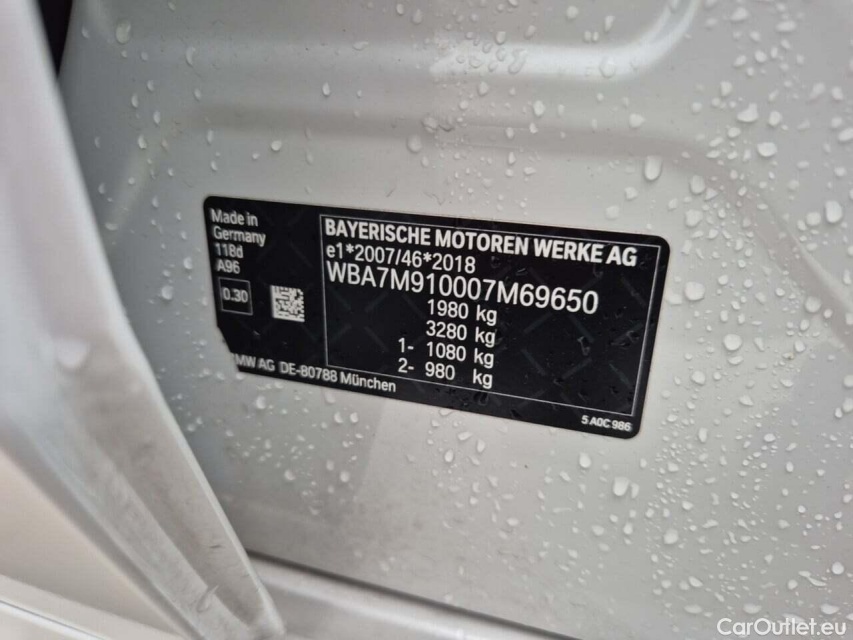 Made in
Germany
118d
A96
0.30
BAYERISCHE MOTOREN WERKE AG
e1*2007/46*2018
WBA7M910007M69650
1980 kg
3280 kg
1- 1080 kg
2- 980 kg
MW AG DE-80788 München
5 A0C 986
CarOutlet.eu